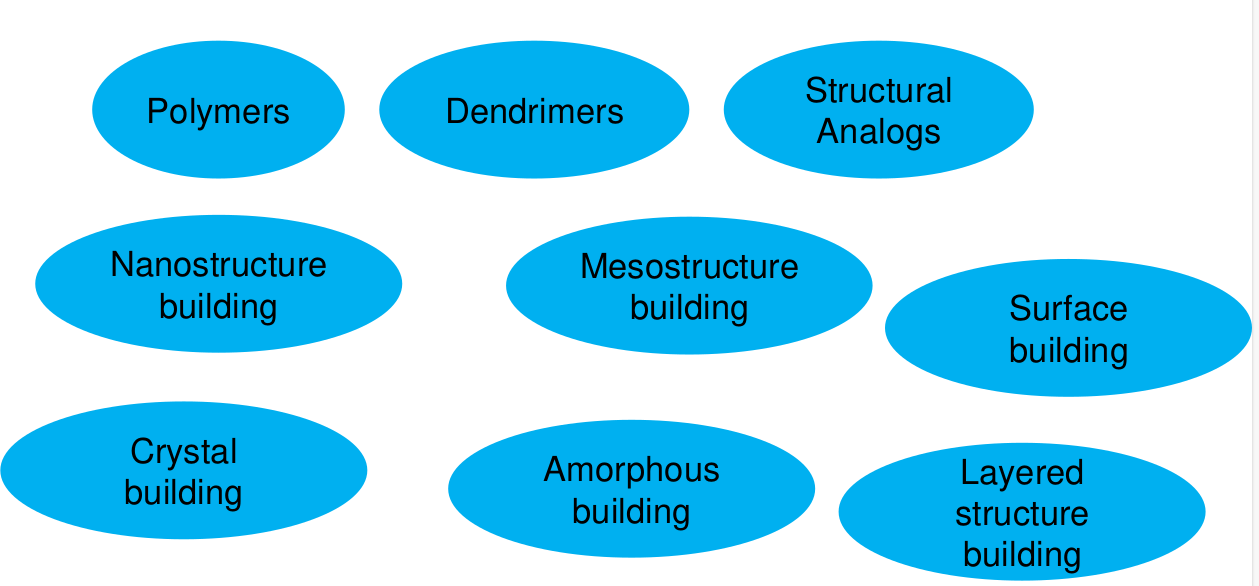 Polymers
Dendrimers
Structural
Analogs
Nanostructure
building
Mesostructure
building
Surface
building
Crystal
building
Amorphous
building
Layered
structure
building